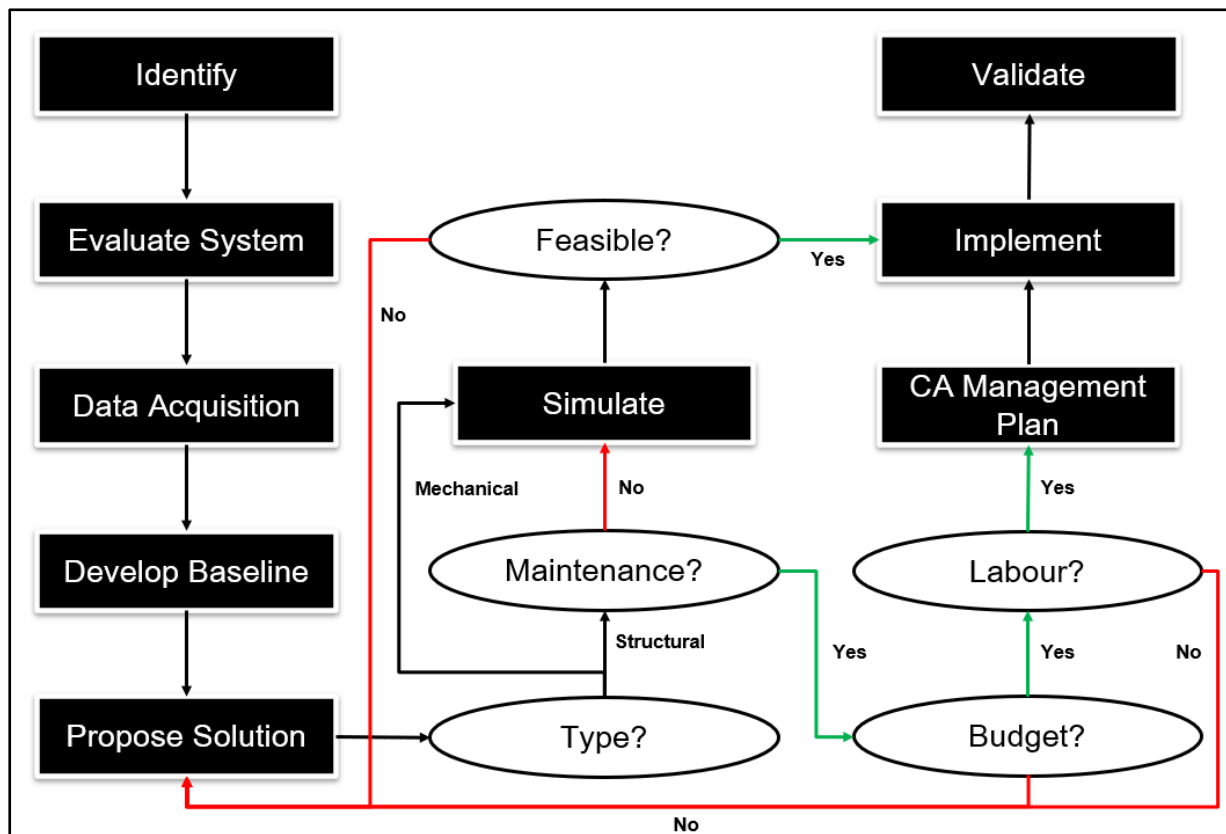 Identify
Validate
Evaluate System
Feasible?
Yes
Implement
No
Data Acquisition
Simulate
CA Management
Plan
Mechanical
No
Yes
Develop Baseline
Maintenance?
Labour?
Structural
Yes
Yes
No
Propose Solution
Type?
Budget?
No